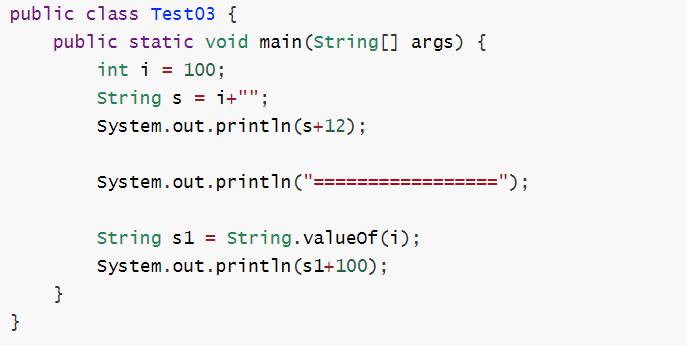 public class Test03 {
    public static void main(String[] args) {
        int i = 100;
        String s = i+"";
        System.out.println(s+12);
        System.out.println("=================");
        String s1 = String.valueOf(i);
        System.out.println(s1+100);
    }
}